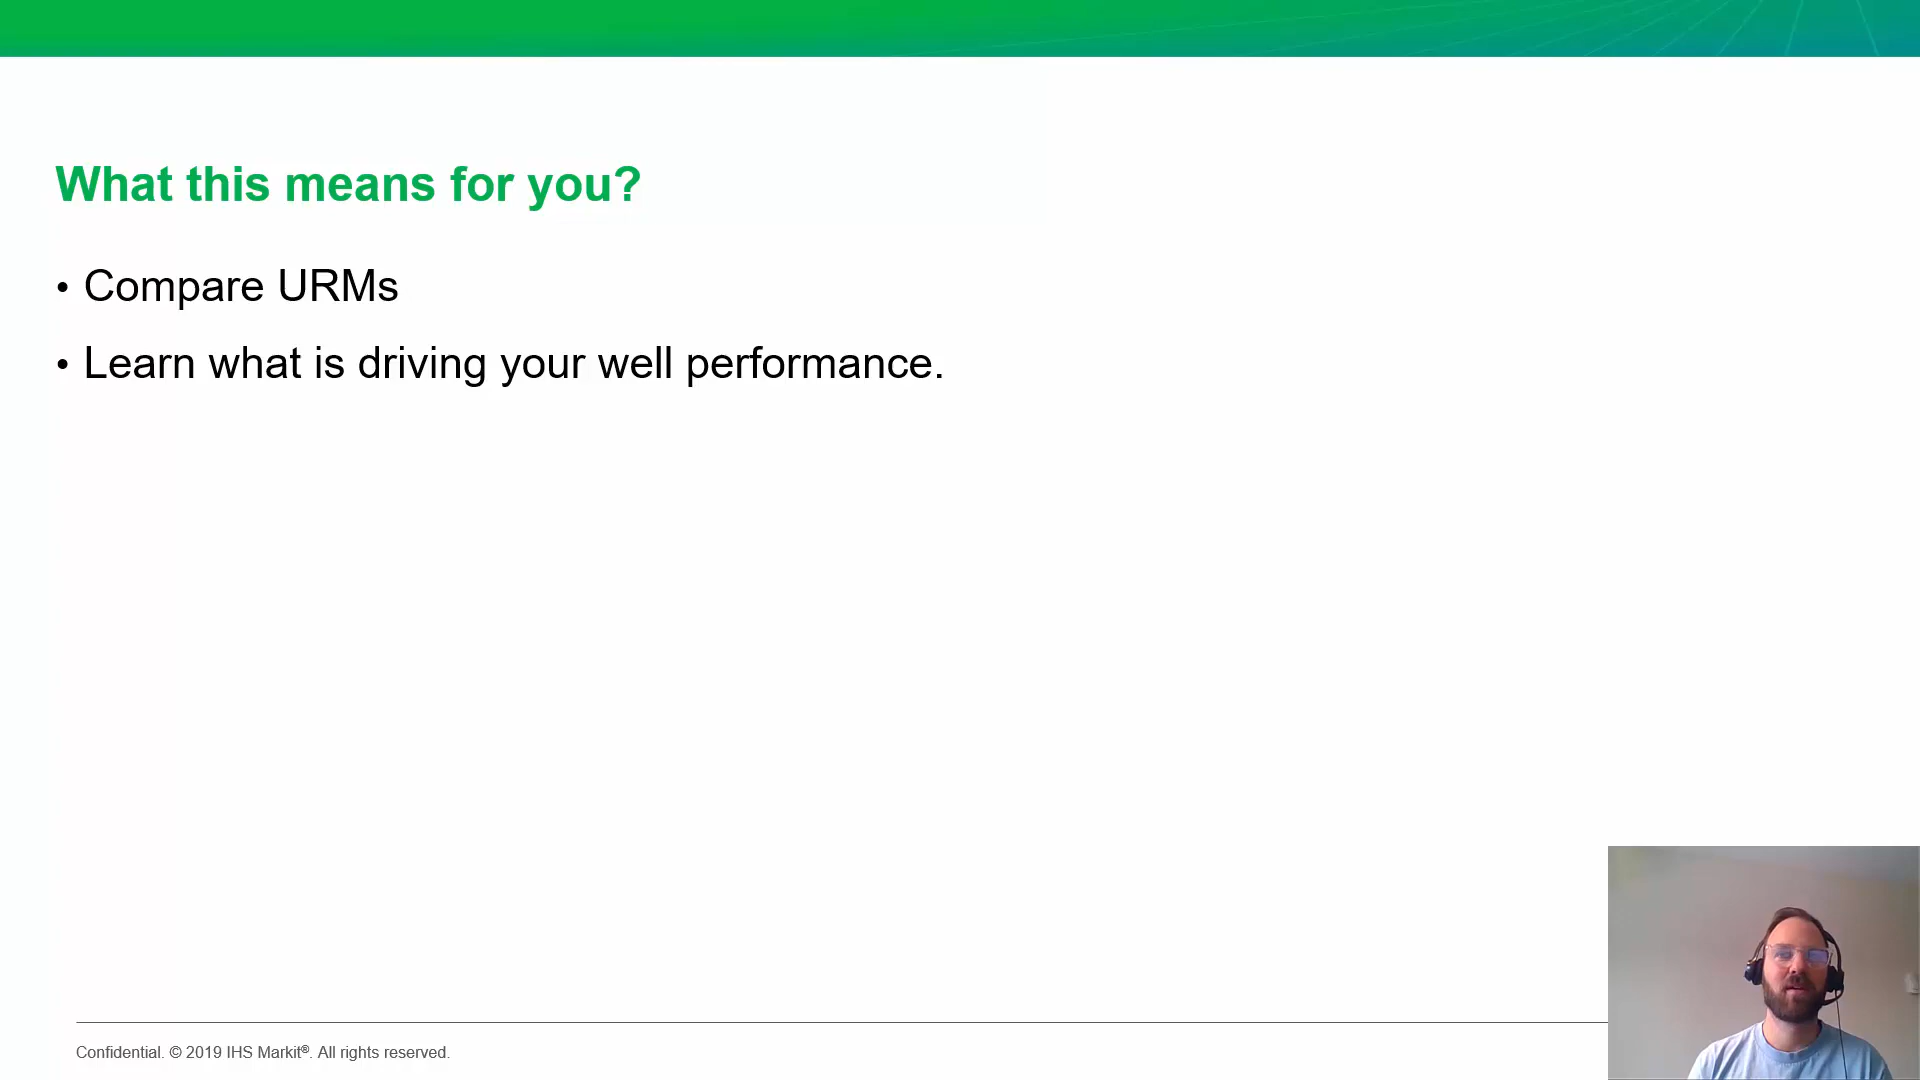 What this means for you?
• Compare URMs
• Learn what is driving your well performance.
Confidential. © 2019 IHS Markit®. All rights reserved.